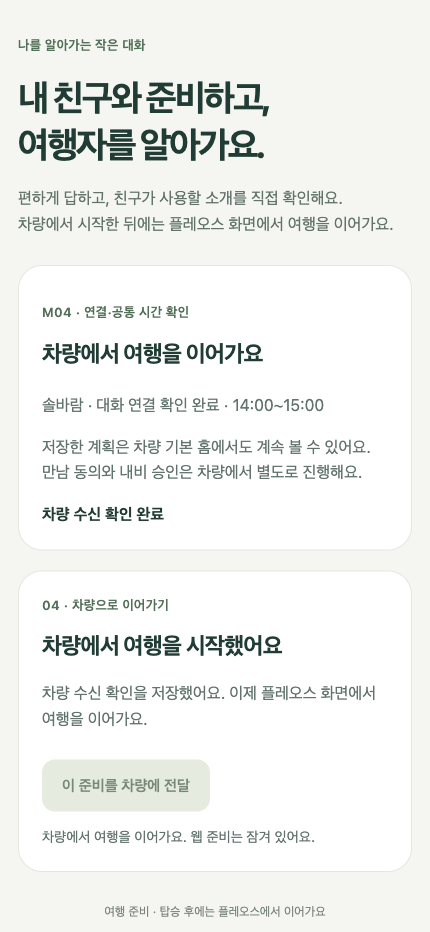 나를 알아가는 작은 대화
내 친구와 준비하고,
여행자를 알아가요.
편하게 답하고, 친구가 사용할 소개를 직접 확인해요.
차량에서 시작한 뒤에는 플레오스 화면에서 여행을 이어가요.
M04 · 연결·공통 시간 확인
차량에서 여행을 이어가요
솔바람 · 대화 연결 확인 완료 · 14:00~15:00
저장한 계획은 차량 기본 홈에서도 계속 볼 수 있어요.
만남 동의와 내비 승인은 차량에서 별도로 진행해요.
차량 수신 확인 완료
04 · 차량으로 이어가기
차량에서 여행을 시작했어요
차량 수신 확인을 저장했어요. 이제 플레오스 화면에서
여행을 이어가요.
이 준비를 차량에 전달
차량에서 여행을 이어가요. 웹 준비는 잠겨 있어요.
여행 준비 · 탑승 후에는 플레오스에서 이어가요